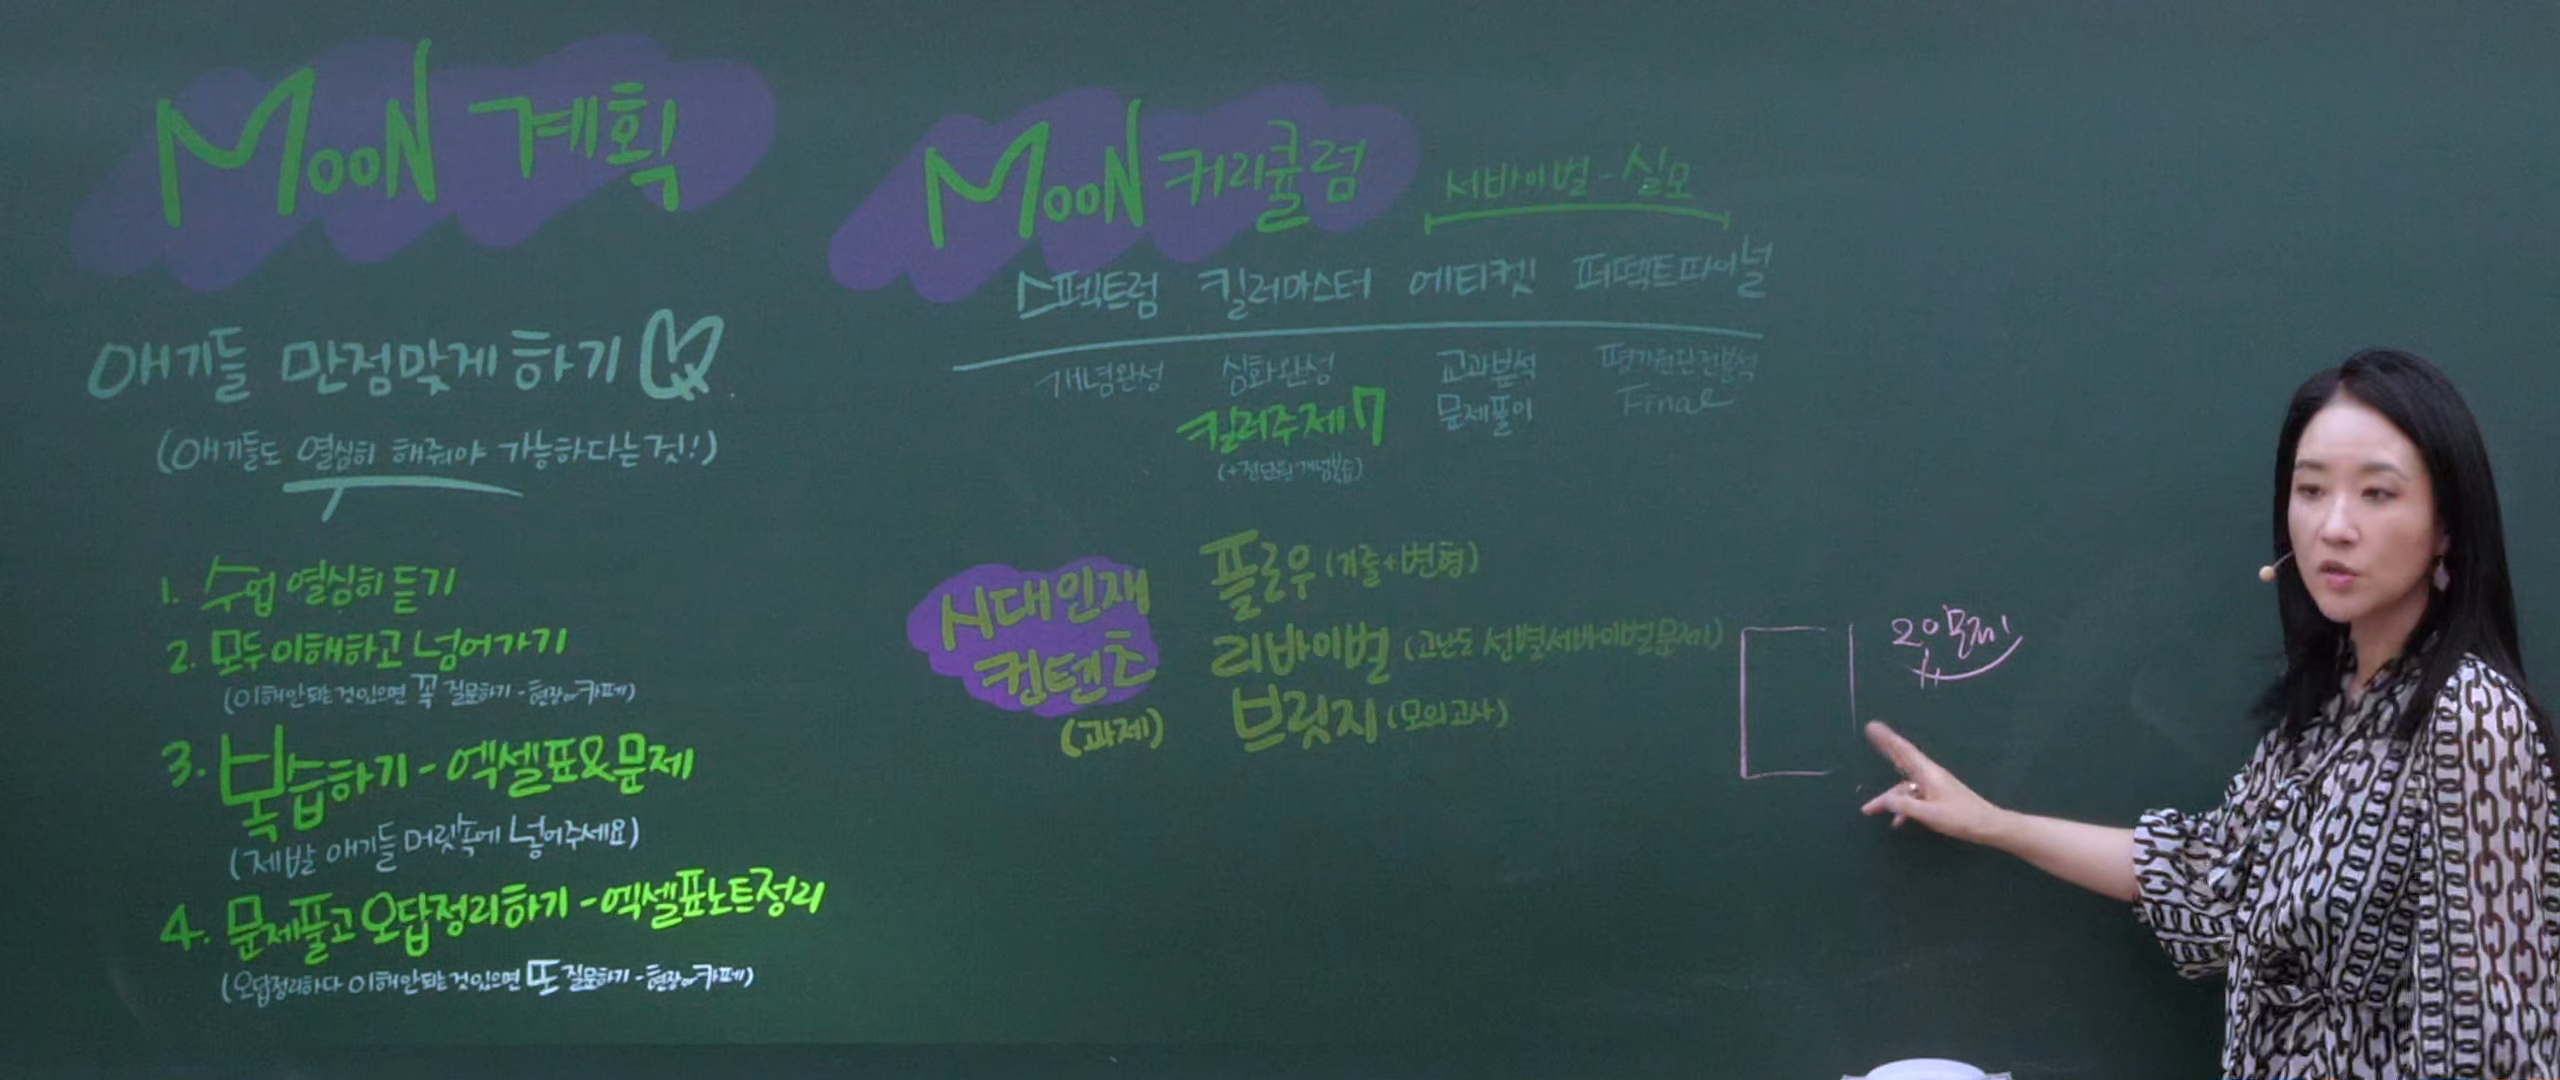 MOON 계획
애기들 만점맞게 하기
(애기들도 열심히 해줘야 가능하다는것!)
1. 수업 열심히 듣기
2. 모두 이해하고 넘어가기
(이해안되는것있으면 꼭 질문하기 - 현장or카페)
3. 복습하기 - 엑셀표&문제
(제발 애기들 머릿속에 넣어주세요)
4. 문제풀고 오답정리하기 - 엑셀표노트정리
(오답정리하다 이해안되는것있으면 또 질문하기 - 현장or카페)
MOON 커리큘럼
서바이벌 - 실모
스펙트럼 킬러마스터 에티켓 퍼펙트파이널
개념완성 심화완성 교과분석 평가원완전분석
킬러주제 7 문제풀이 Final
(+전단원개념복습)
시대인재 컨텐츠 (과제)
플로우 (기출+변형)
리바이벌 (고난도 선별서바이벌문제)
브릿지 (모의고사)
20문제